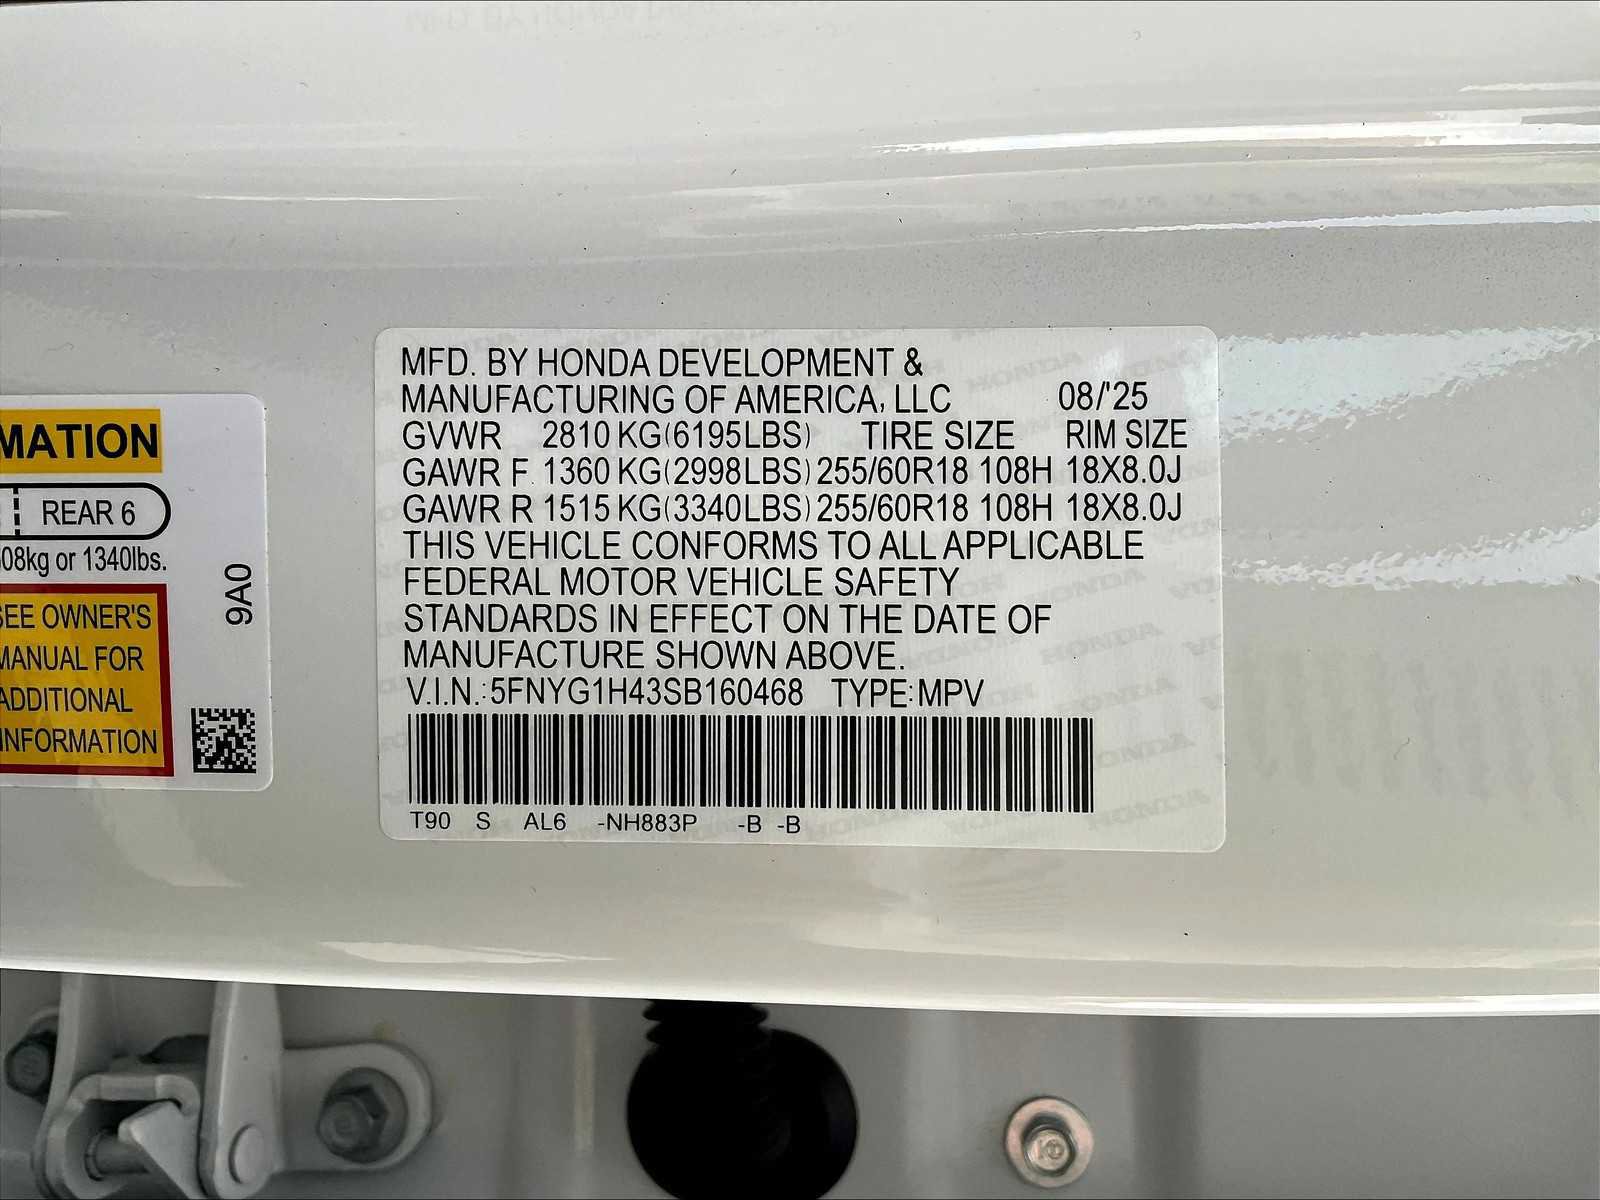 MATION
REAR 6
08kg or 1340lbs.
SEE OWNER'S
MANUAL FOR
ADDITIONAL
INFORMATION
9A0
MFD. BY HONDA DEVELOPMENT &
MANUFACTURING OF AMERICA, LLC 08/'25
GVWR 2810 KG(6195LBS) TIRE SIZE RIM SIZE
GAWR F 1360 KG(2998LBS) 255/60R18 108H 18X8.0J
GAWR R 1515 KG(3340LBS) 255/60R18 108H 18X8.0J
THIS VEHICLE CONFORMS TO ALL APPLICABLE
FEDERAL MOTOR VEHICLE SAFETY
STANDARDS IN EFFECT ON THE DATE OF
MANUFACTURE SHOWN ABOVE.
V.I.N.: 5FNYG1H43SB160468 TYPE: MPV
T90 S AL6 -NH883P -B -B